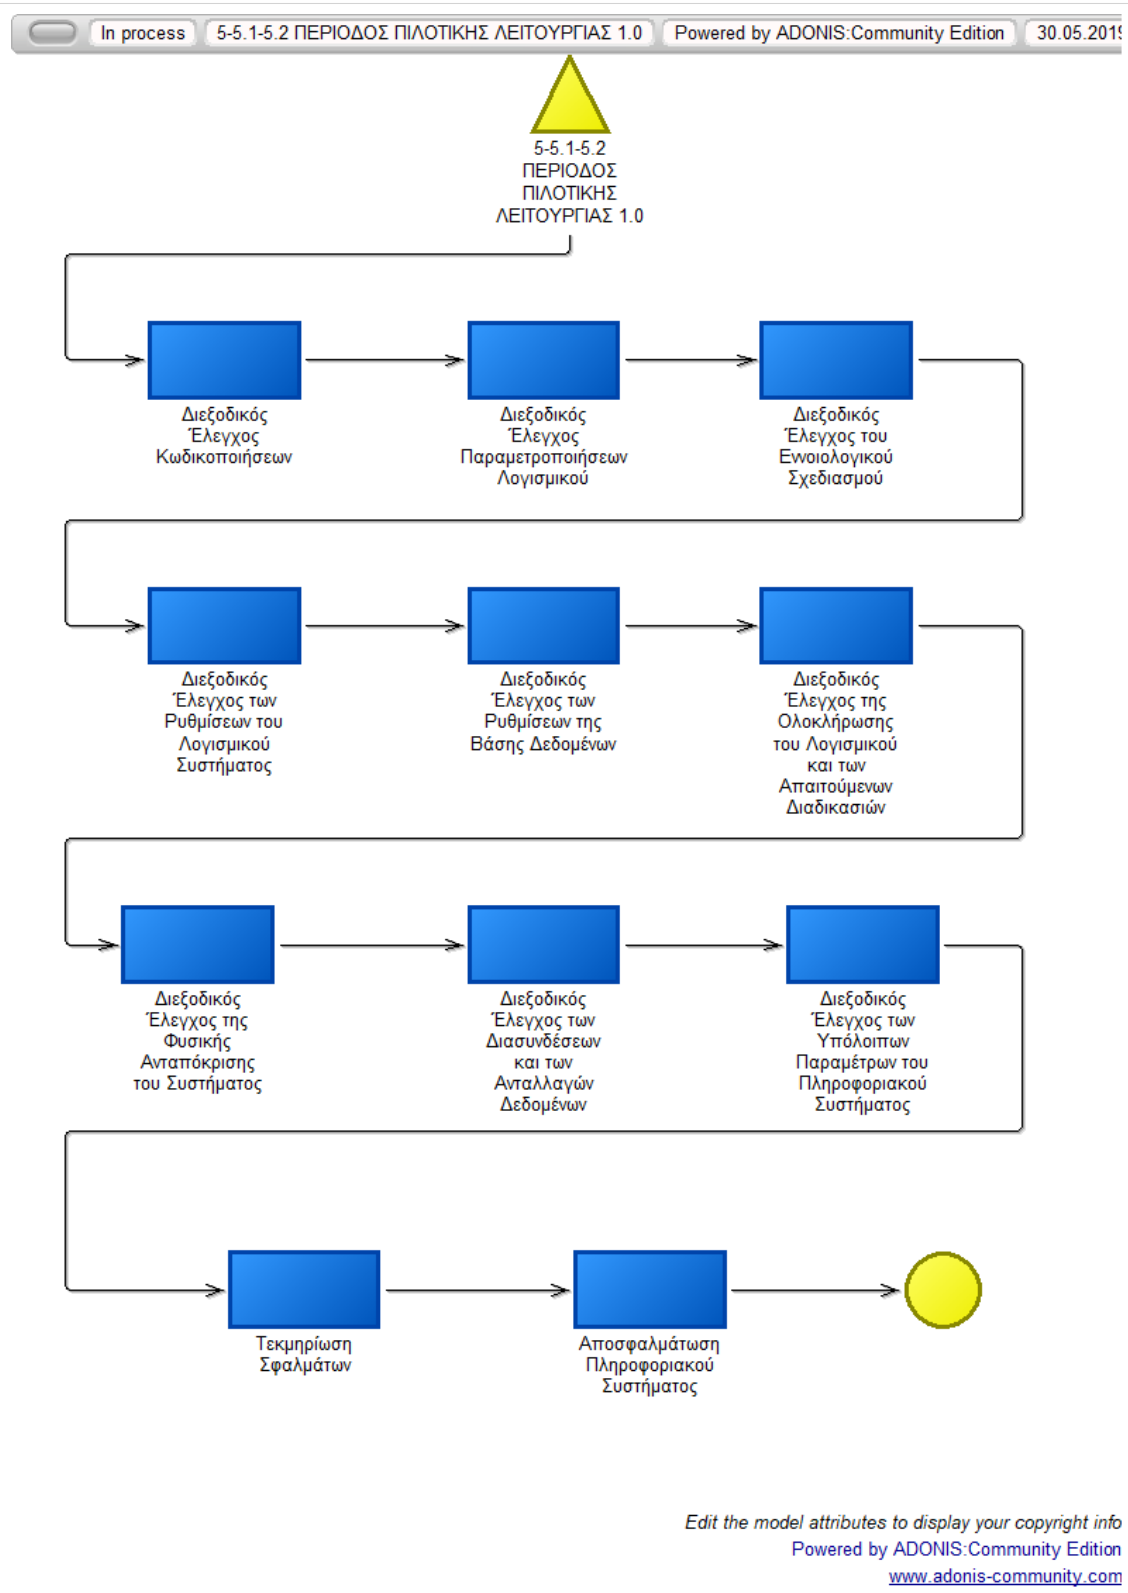 In process 5-5.1-5.2 ΠΕΡΙΟΔΟΣ ΠΙΛΟΤΙΚΗΣ ΛΕΙΤΟΥΡΓΙΑΣ 1.0 Powered by ADONIS:Community Edition 30.05.2019
5-5.1-5.2
ΠΕΡΙΟΔΟΣ
ΠΙΛΟΤΙΚΗΣ
ΛΕΙΤΟΥΡΓΙΑΣ 1.0
Διεξοδικός
Έλεγχος
Κωδικοποιήσεων
Διεξοδικός
Έλεγχος
Παραμετροποιήσεων
Λογισμικού
Διεξοδικός
Έλεγχος του
Εννοιολογικού
Σχεδιασμού
Διεξοδικός
Έλεγχος των
Ρυθμίσεων του
Λογισμικού
Συστήματος
Διεξοδικός
Έλεγχος των
Ρυθμίσεων της
Βάσης Δεδομένων
Διεξοδικός
Έλεγχος της
Ολοκλήρωσης
του Λογισμικού
και των
Απαιτούμενων
Διαδικασιών
Διεξοδικός
Έλεγχος της
Φυσικής
Ανταπόκρισης
του Συστήματος
Διεξοδικός
Έλεγχος των
Διασυνδέσεων
και των
Ανταλλαγών
Δεδομένων
Διεξοδικός
Έλεγχος των
Υπόλοιπων
Παραμέτρων του
Πληροφοριακού
Συστήματος
Τεκμηρίωση
Σφαλμάτων
Αποσφαλμάτωση
Πληροφοριακού
Συστήματος
Edit the model attributes to display your copyright info
Powered by ADONIS:Community Edition
www.adonis-community.com